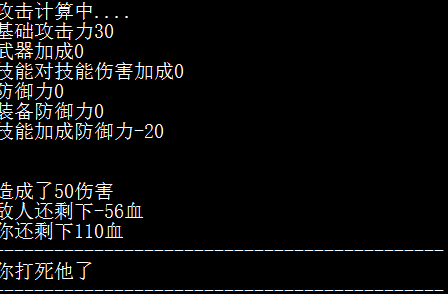 攻击计算中....
基础攻击力30
武器加成0
技能对技能伤害加成0
防御力0
装备防御力0
技能加成防御力-20
造成了50伤害
敌人还剩下-56血
你还剩下110血
--------------------------------------------
你打死他了
--------------------------------------------